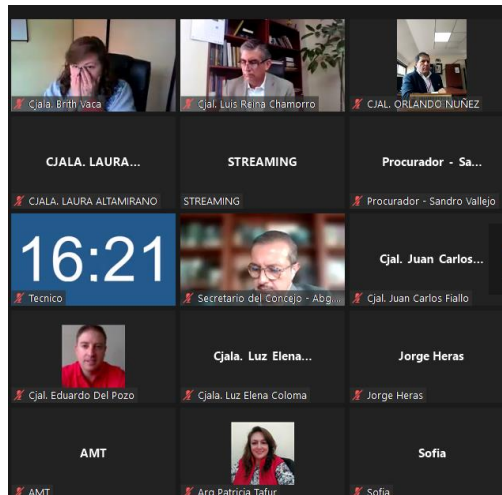 Cjala. Brith Vaca
Cjal. Luis Reina Chamorro
CJAL. ORLANDO NUÑEZ
CJALA. LAURA...
CJALA. LAURA ALTAMIRANO
STREAMING
STREAMING
Procurador - Sa...
Procurador - Sandro Vallejo
16:21
Tecnico
Secretario del Concejo - Abg....
Cjal. Juan Carlos...
Cjal. Juan Carlos Fiallo
Cjal. Eduardo Del Pozo
Cjala. Luz Elena...
Cjala. Luz Elena Coloma
Jorge Heras
Jorge Heras
AMT
AMT
Arq Patricia Tafur
Sofia
Sofia